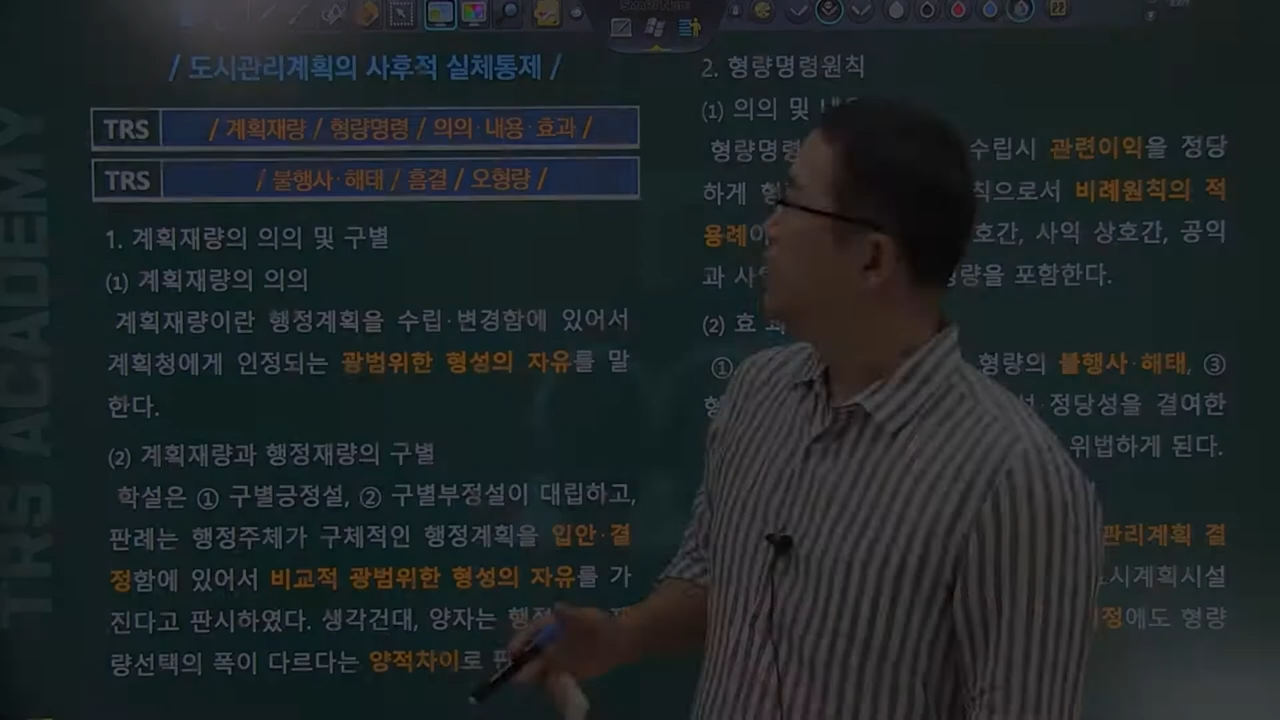 / 도시관리계획의 사후적 실체통제 /
TRS / 계획재량 / 형량명령 / 의의·내용·효과 /
TRS / 불행사·해태 / 흠결 / 오형량 /
1. 계획재량의 의의 및 구별
(1) 계획재량의 의의
계획재량이란 행정계획을 수립·변경함에 있어서
계획청에게 인정되는 광범위한 형성의 자유를 말
한다.
(2) 계획재량과 행정재량의 구별
학설은 ① 구별긍정설, ② 구별부정설이 대립하고,
판례는 행정주체가 구체적인 행정계획을 입안·결
정함에 있어서 비교적 광범위한 형성의 자유를 가
진다고 판시하였다. 생각건대, 양자는
량선택의 폭이 다르다는 양적차이로
2. 형량명령원칙
(1) 의의 및
형량명령 수립시 관련이익을 정당
하게 비례원칙의 적
용례 사익 상호간, 공익
과 포함한다.
(2) 효
① 형량의 불행사·해태, ③
정당성을 결여한
위법하게 된다.
관리계획 결
시계획시설
형량
TRS ACADEMY